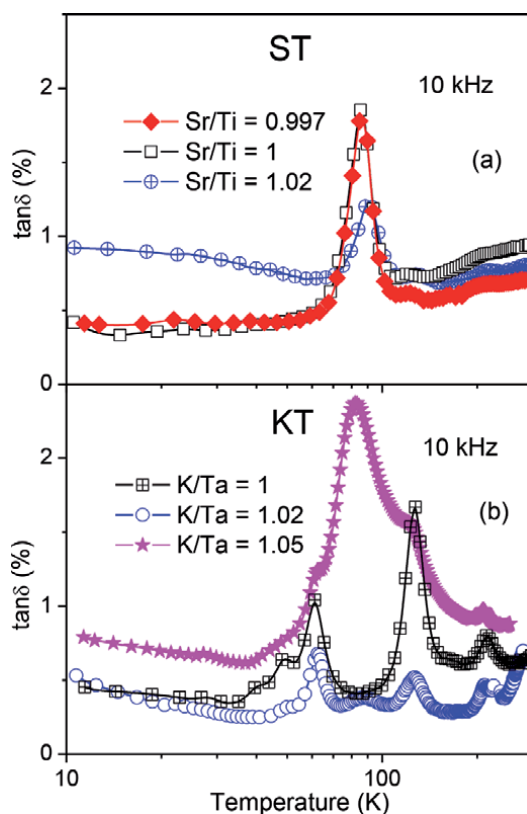 ST
10 kHz
Sr/Ti = 0.997
Sr/Ti = 1
Sr/Ti = 1.02
(a)
tanδ (%)
2
1
0
KT
10 kHz
K/Ta = 1
K/Ta = 1.02
K/Ta = 1.05
(b)
tanδ (%)
2
1
0
10
100
Temperature (K)